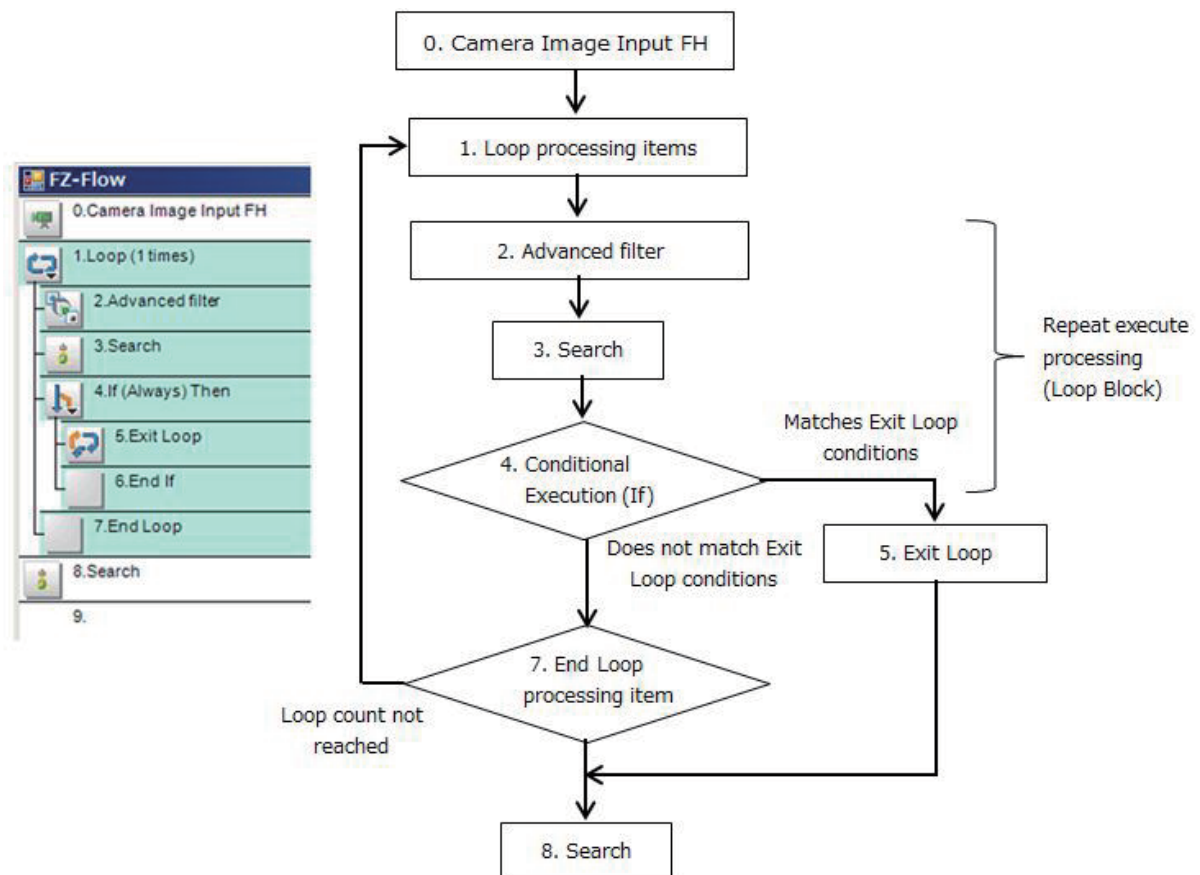 FZ-Flow
0.Camera Image Input FH
1.Loop (1 times)
2.Advanced filter
3.Search
4.If (Always) Then
5.Exit Loop
6.End If
7.End Loop
8.Search
9.
0. Camera Image Input FH
1. Loop processing items
2. Advanced filter
3. Search
Repeat execute
processing
(Loop Block)
4. Conditional
Execution (If)
Matches Exit Loop
conditions
Does not match Exit
Loop conditions
5. Exit Loop
7. End Loop
processing item
Loop count not
reached
8. Search